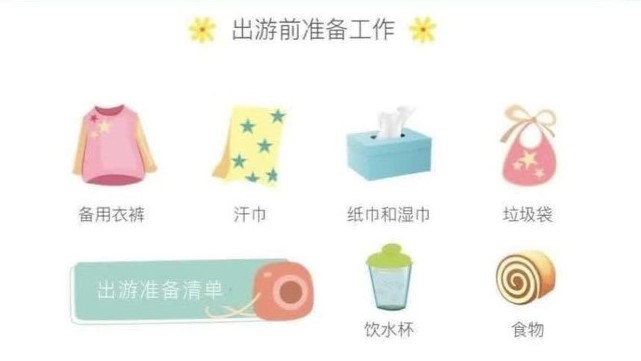 出游前准备工作
备用衣裤
汗巾
纸巾和湿巾
垃圾袋
出游准备清单
饮水杯
食物